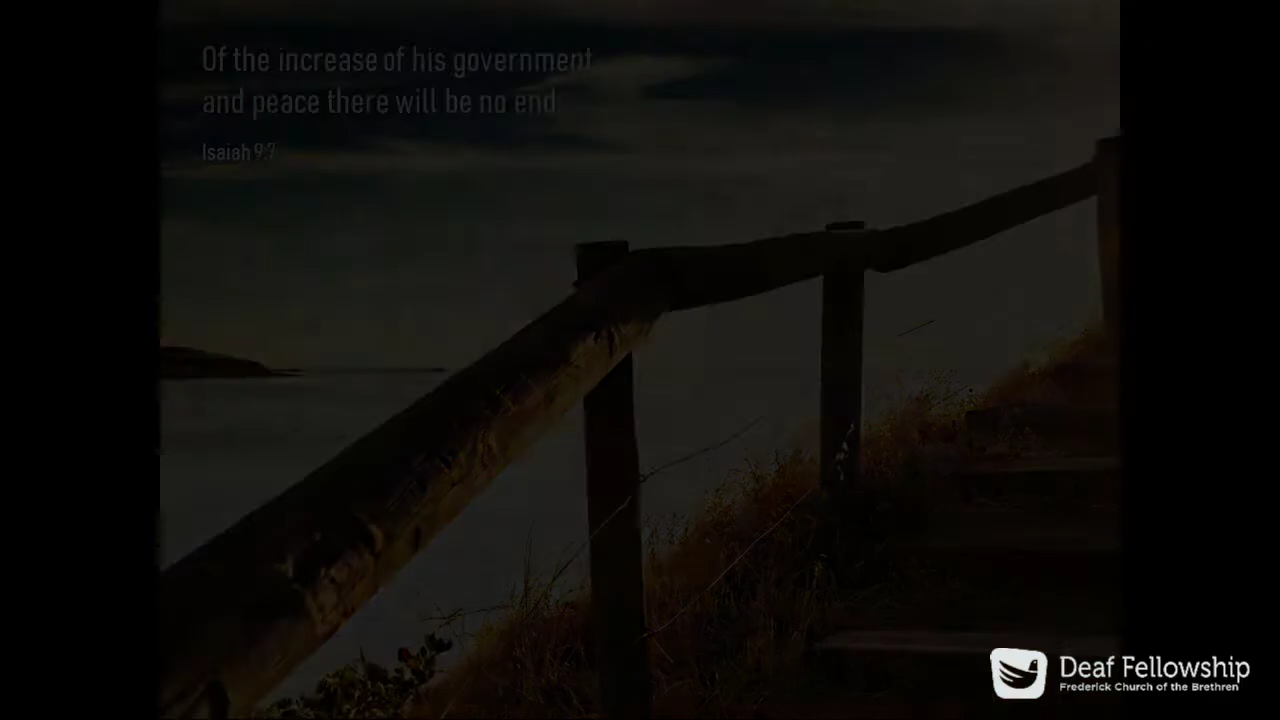 Of the increase of his government
and peace there will be no end
Isaiah 9:7
Deaf Fellowship
Frederick Church of the Brethren